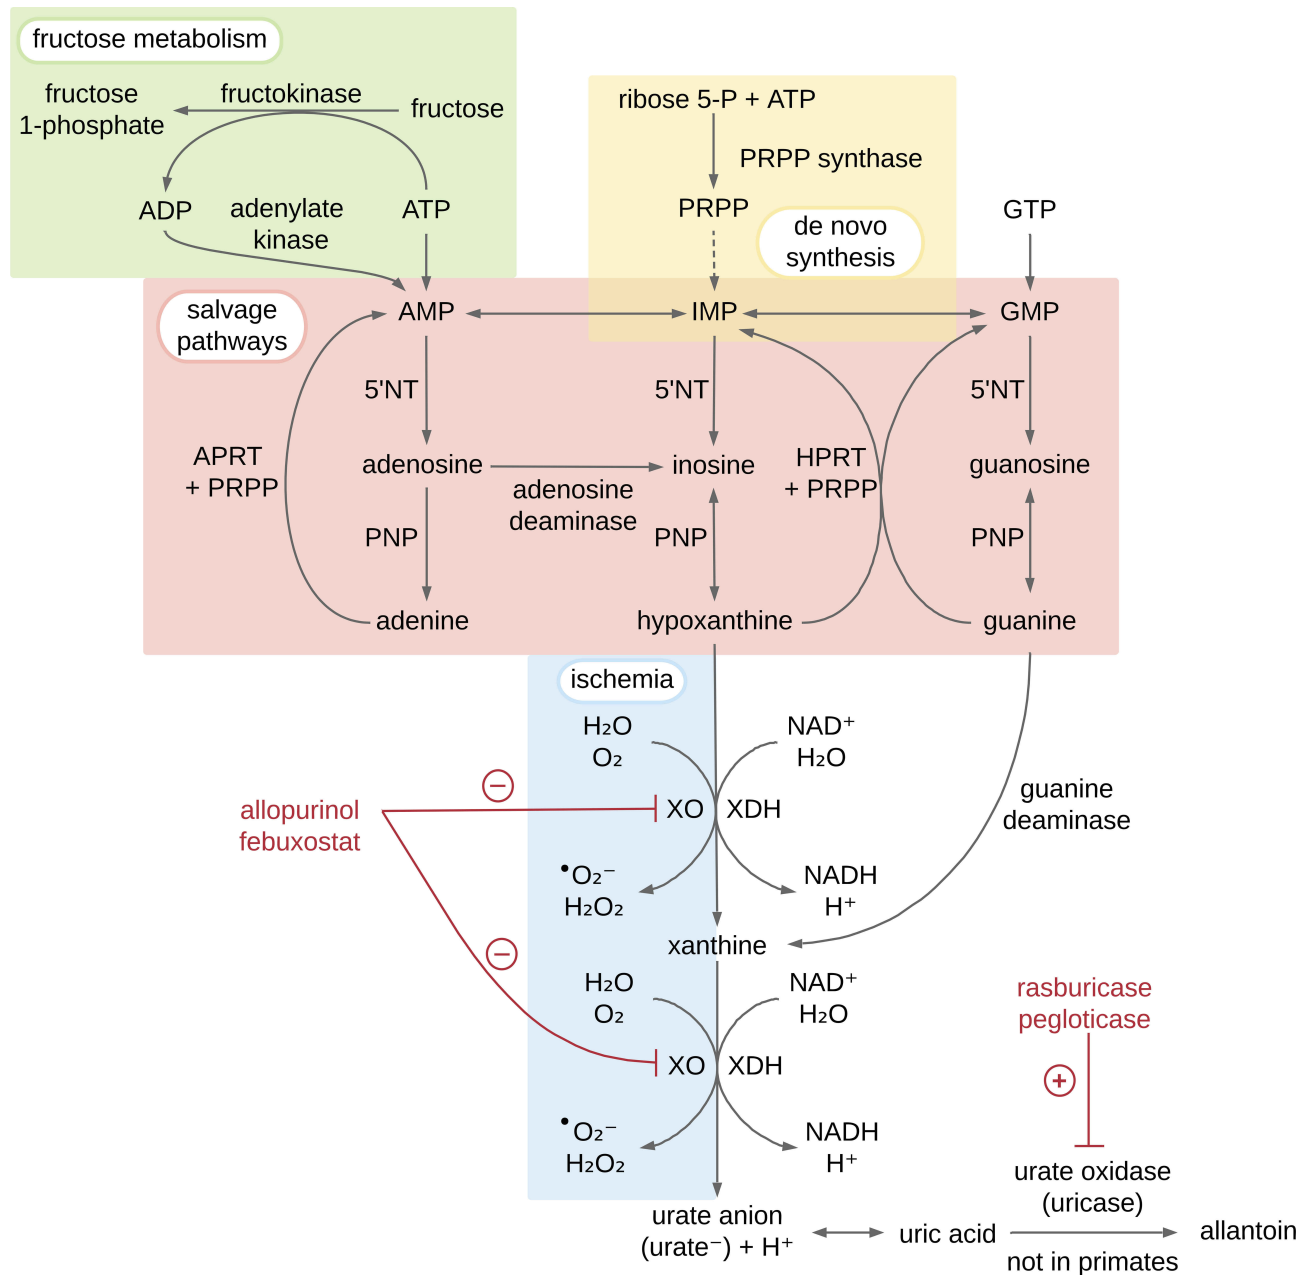 fructose metabolism
fructose
1-phosphate
fructokinase
fructose
ADP
adenylate
kinase
ATP
ribose 5-P + ATP
PRPP synthase
PRPP
de novo
synthesis
GTP
salvage
pathways
AMP
IMP
GMP
5'NT
5'NT
5'NT
APRT
+ PRPP
adenosine
adenosine
deaminase
inosine
HPRT
+ PRPP
guanosine
PNP
PNP
PNP
adenine
hypoxanthine
guanine
ischemia
H₂O
O₂
NAD⁺
H₂O
allopurinol
febuxostat
−
XO
XDH
guanine
deaminase
•O₂⁻
H₂O₂
NADH
H⁺
−
xanthine
H₂O
O₂
NAD⁺
H₂O
rasburicase
pegloticase
XO
XDH
+
•O₂⁻
H₂O₂
NADH
H⁺
urate oxidase
(uricase)
urate anion
(urate⁻) + H⁺
uric acid
allantoin
not in primates